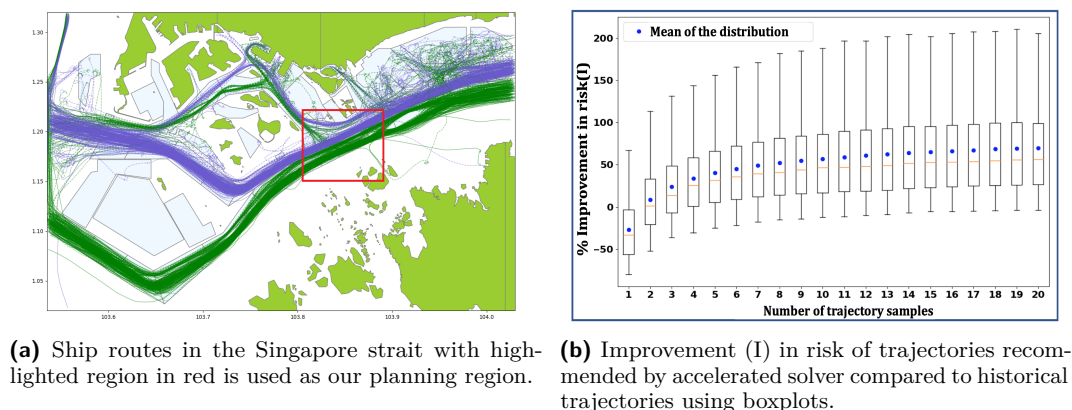 1.30
1.25
1.20
1.15
1.10
1.05
103.6 103.7 103.8 103.9 104.0
(a) Ship routes in the Singapore strait with high-
lighted region in red is used as our planning region.
Mean of the distribution
% Improvement in risk(I)
200
150
100
50
0
−50
1 2 3 4 5 6 7 8 9 10 11 12 13 14 15 16 17 18 19 20
Number of trajectory samples
(b) Improvement (I) in risk of trajectories recom-
mended by accelerated solver compared to historical
trajectories using boxplots.